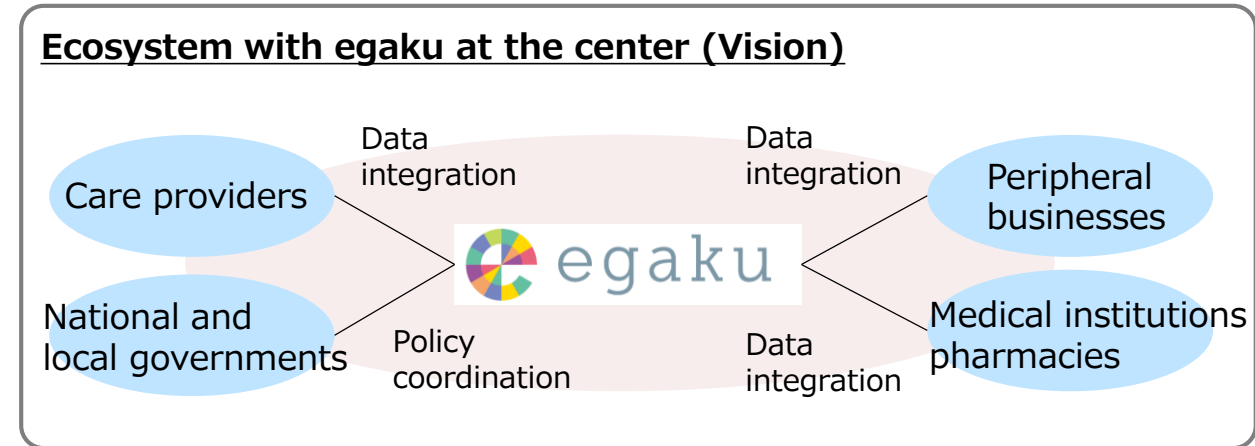 Ecosystem with egaku at the center (Vision)
Data
integration
Data
integration
Care providers
Peripheral
businesses
egaku
National and
local governments
Policy
coordination
Data
integration
Medical institutions
pharmacies